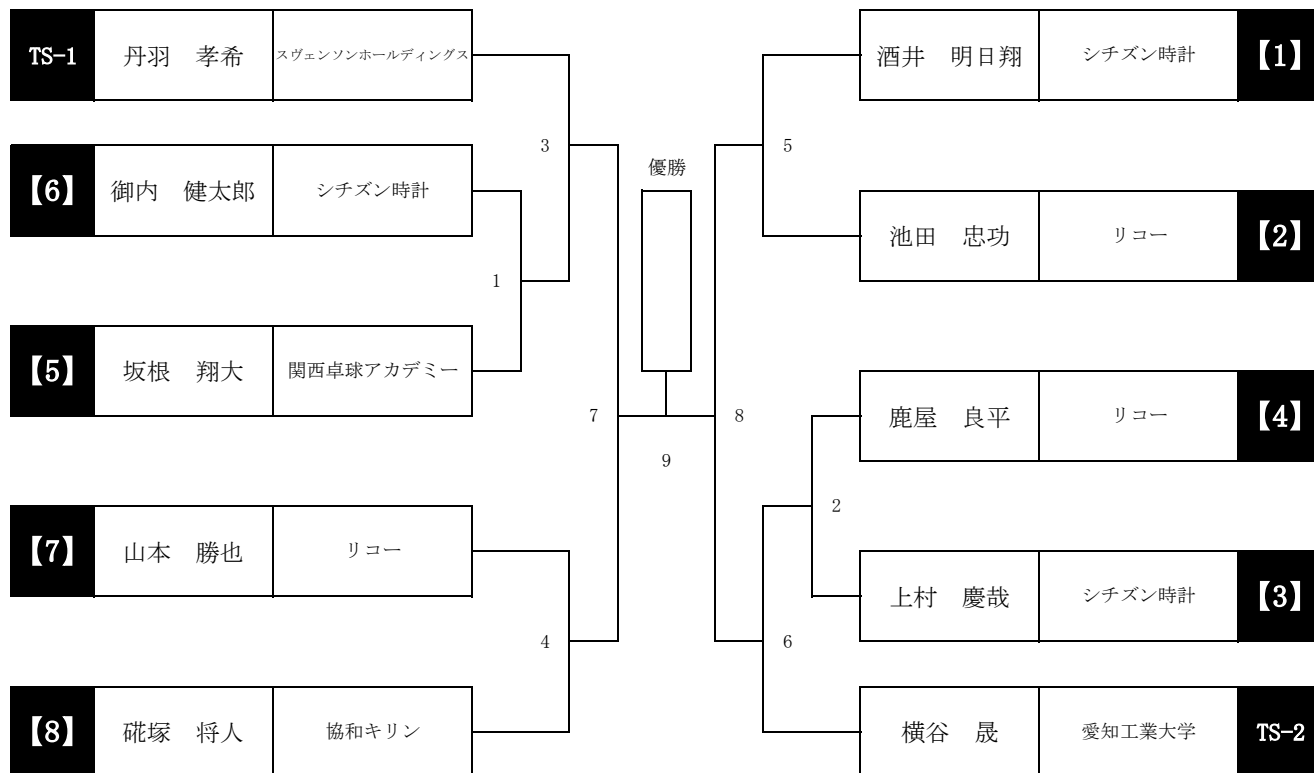 TS-1 丹羽 孝希 スヴェンソンホールディングス
【6】 御内 健太郎 シチズン時計
【5】 坂根 翔大 関西卓球アカデミー
【7】 山本 勝也 リコー
【8】 硴塚 将人 協和キリン
3
1
7
4
優勝
9
5
8
2
6
酒井 明日翔 シチズン時計 【1】
池田 忠功 リコー 【2】
鹿屋 良平 リコー 【4】
上村 慶哉 シチズン時計 【3】
横谷 晟 愛知工業大学 TS-2